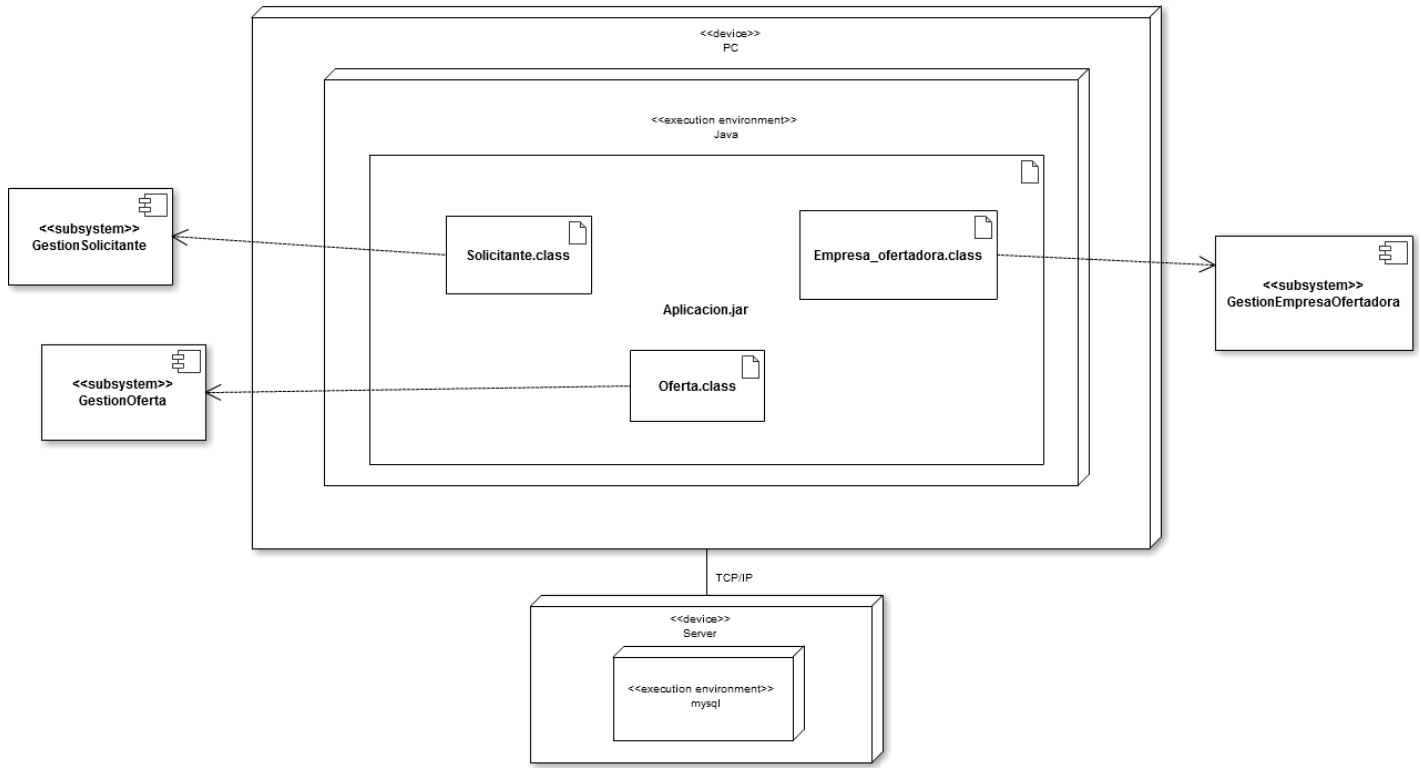 <<device>>
PC
<<execution environment>>
Java
<<subsystem>>
GestionSolicitante
Solicitante.class
Empresa_ofertadora.class
<<subsystem>>
GestionEmpresaOfertadora
Aplicacion.jar
<<subsystem>>
GestionOferta
Oferta.class
TCP/IP
<<device>>
Server
<<execution environment>>
mysql